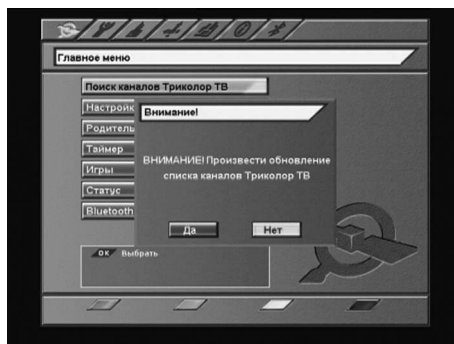 Главное меню
Поиск каналов Триколор ТВ
Настройк
Внимание!
Родитель
Таймер
ВНИМАНИЕ! Произвести обновление
списка каналов Триколор ТВ
Игры
Статус
Bluetooth
Да
Нет
OK Выбрать